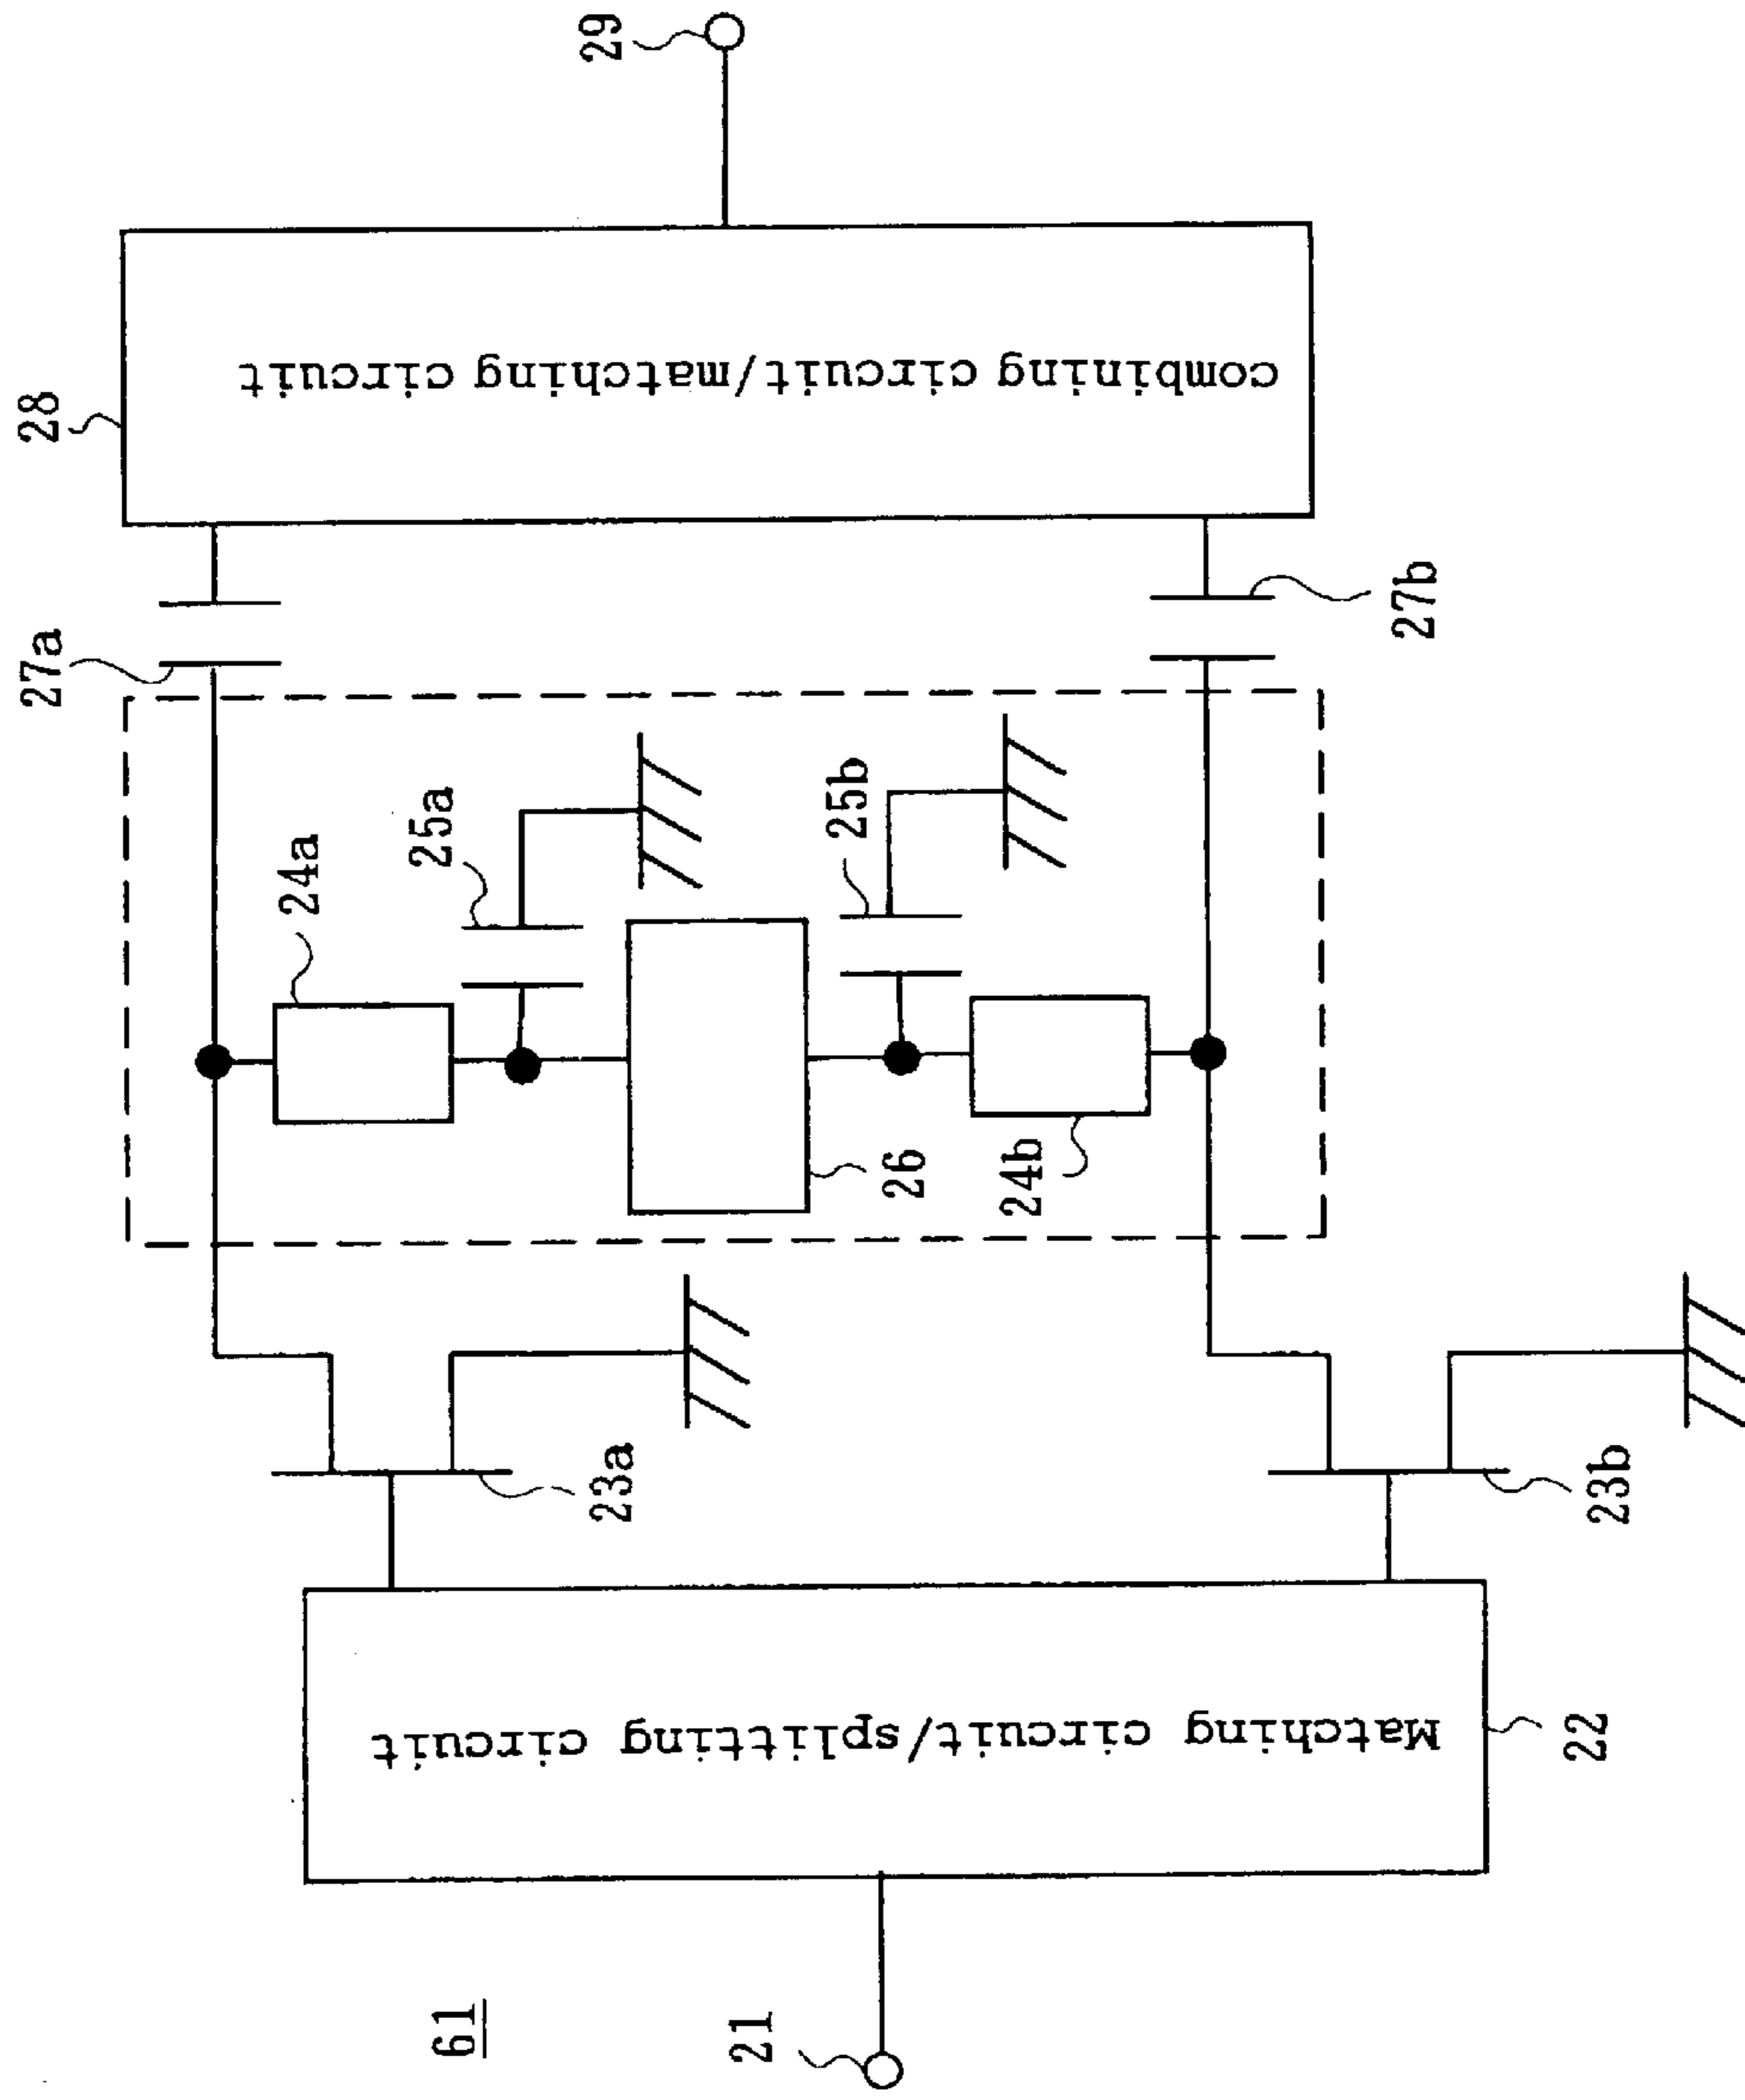 61
21
22
Matching circuit/splitting circuit
23a
23b
24a
24b
25a
25b
26
27a
27b
28
combining circuit/matching circuit
29